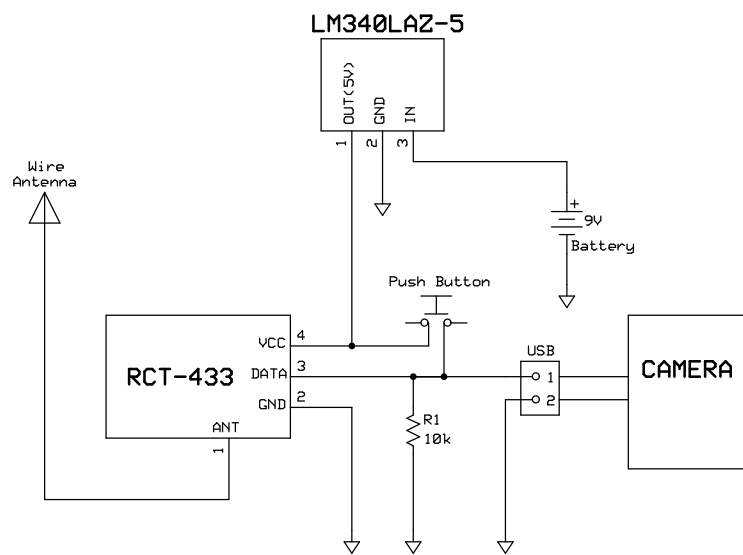 LM340LAZ-5
OUT(5V)
GND
IN
1
2
3
Wire
Antenna
+
9V
Battery
Push Button
VCC
4
USB
RCT-433
DATA
3
1
CAMERA
GND
2
2
ANT
1
R1
10k